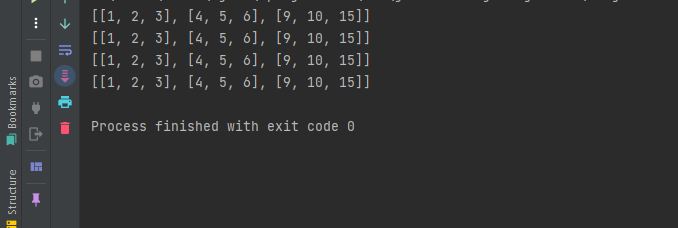 [[1, 2, 3], [4, 5, 6], [9, 10, 15]]
[[1, 2, 3], [4, 5, 6], [9, 10, 15]]
[[1, 2, 3], [4, 5, 6], [9, 10, 15]]
[[1, 2, 3], [4, 5, 6], [9, 10, 15]]
Process finished with exit code 0
Bookmarks
Structure